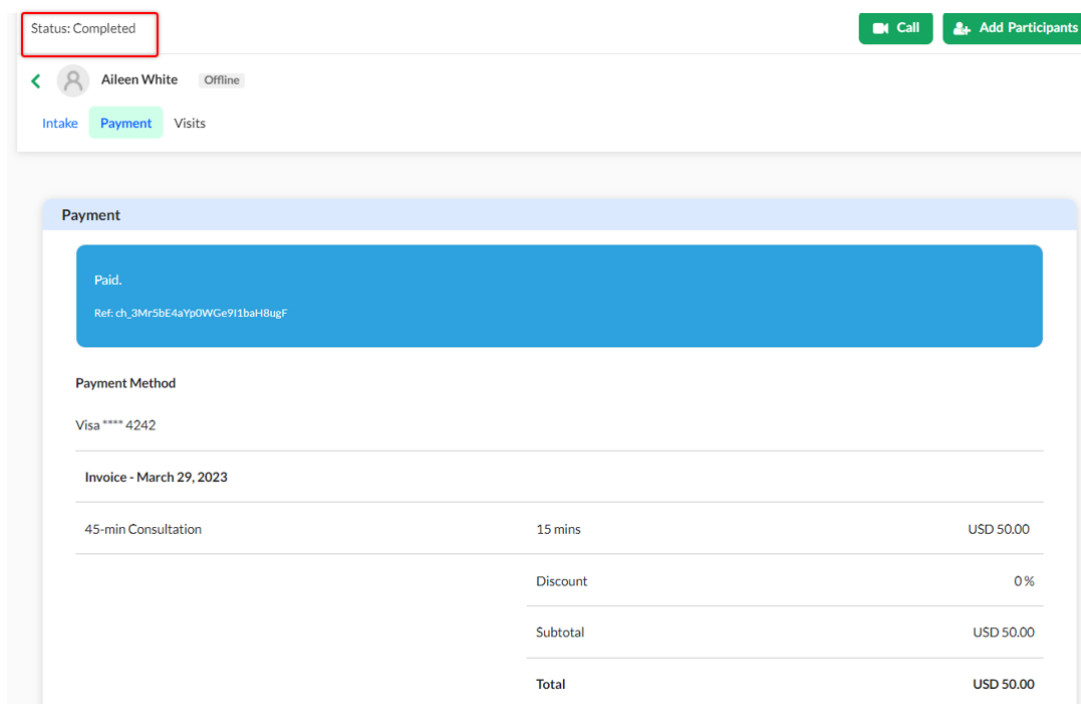 Status: Completed
Call
Add Participants
Aileen White
Offline
Intake
Payment
Visits
Payment
Paid.
Ref: ch_3Mr5bE4aYp0WGe9I1baH8ugF
Payment Method
Visa **** 4242
Invoice - March 29, 2023
45-min Consultation 15 mins USD 50.00
Discount 0 %
Subtotal USD 50.00
Total USD 50.00